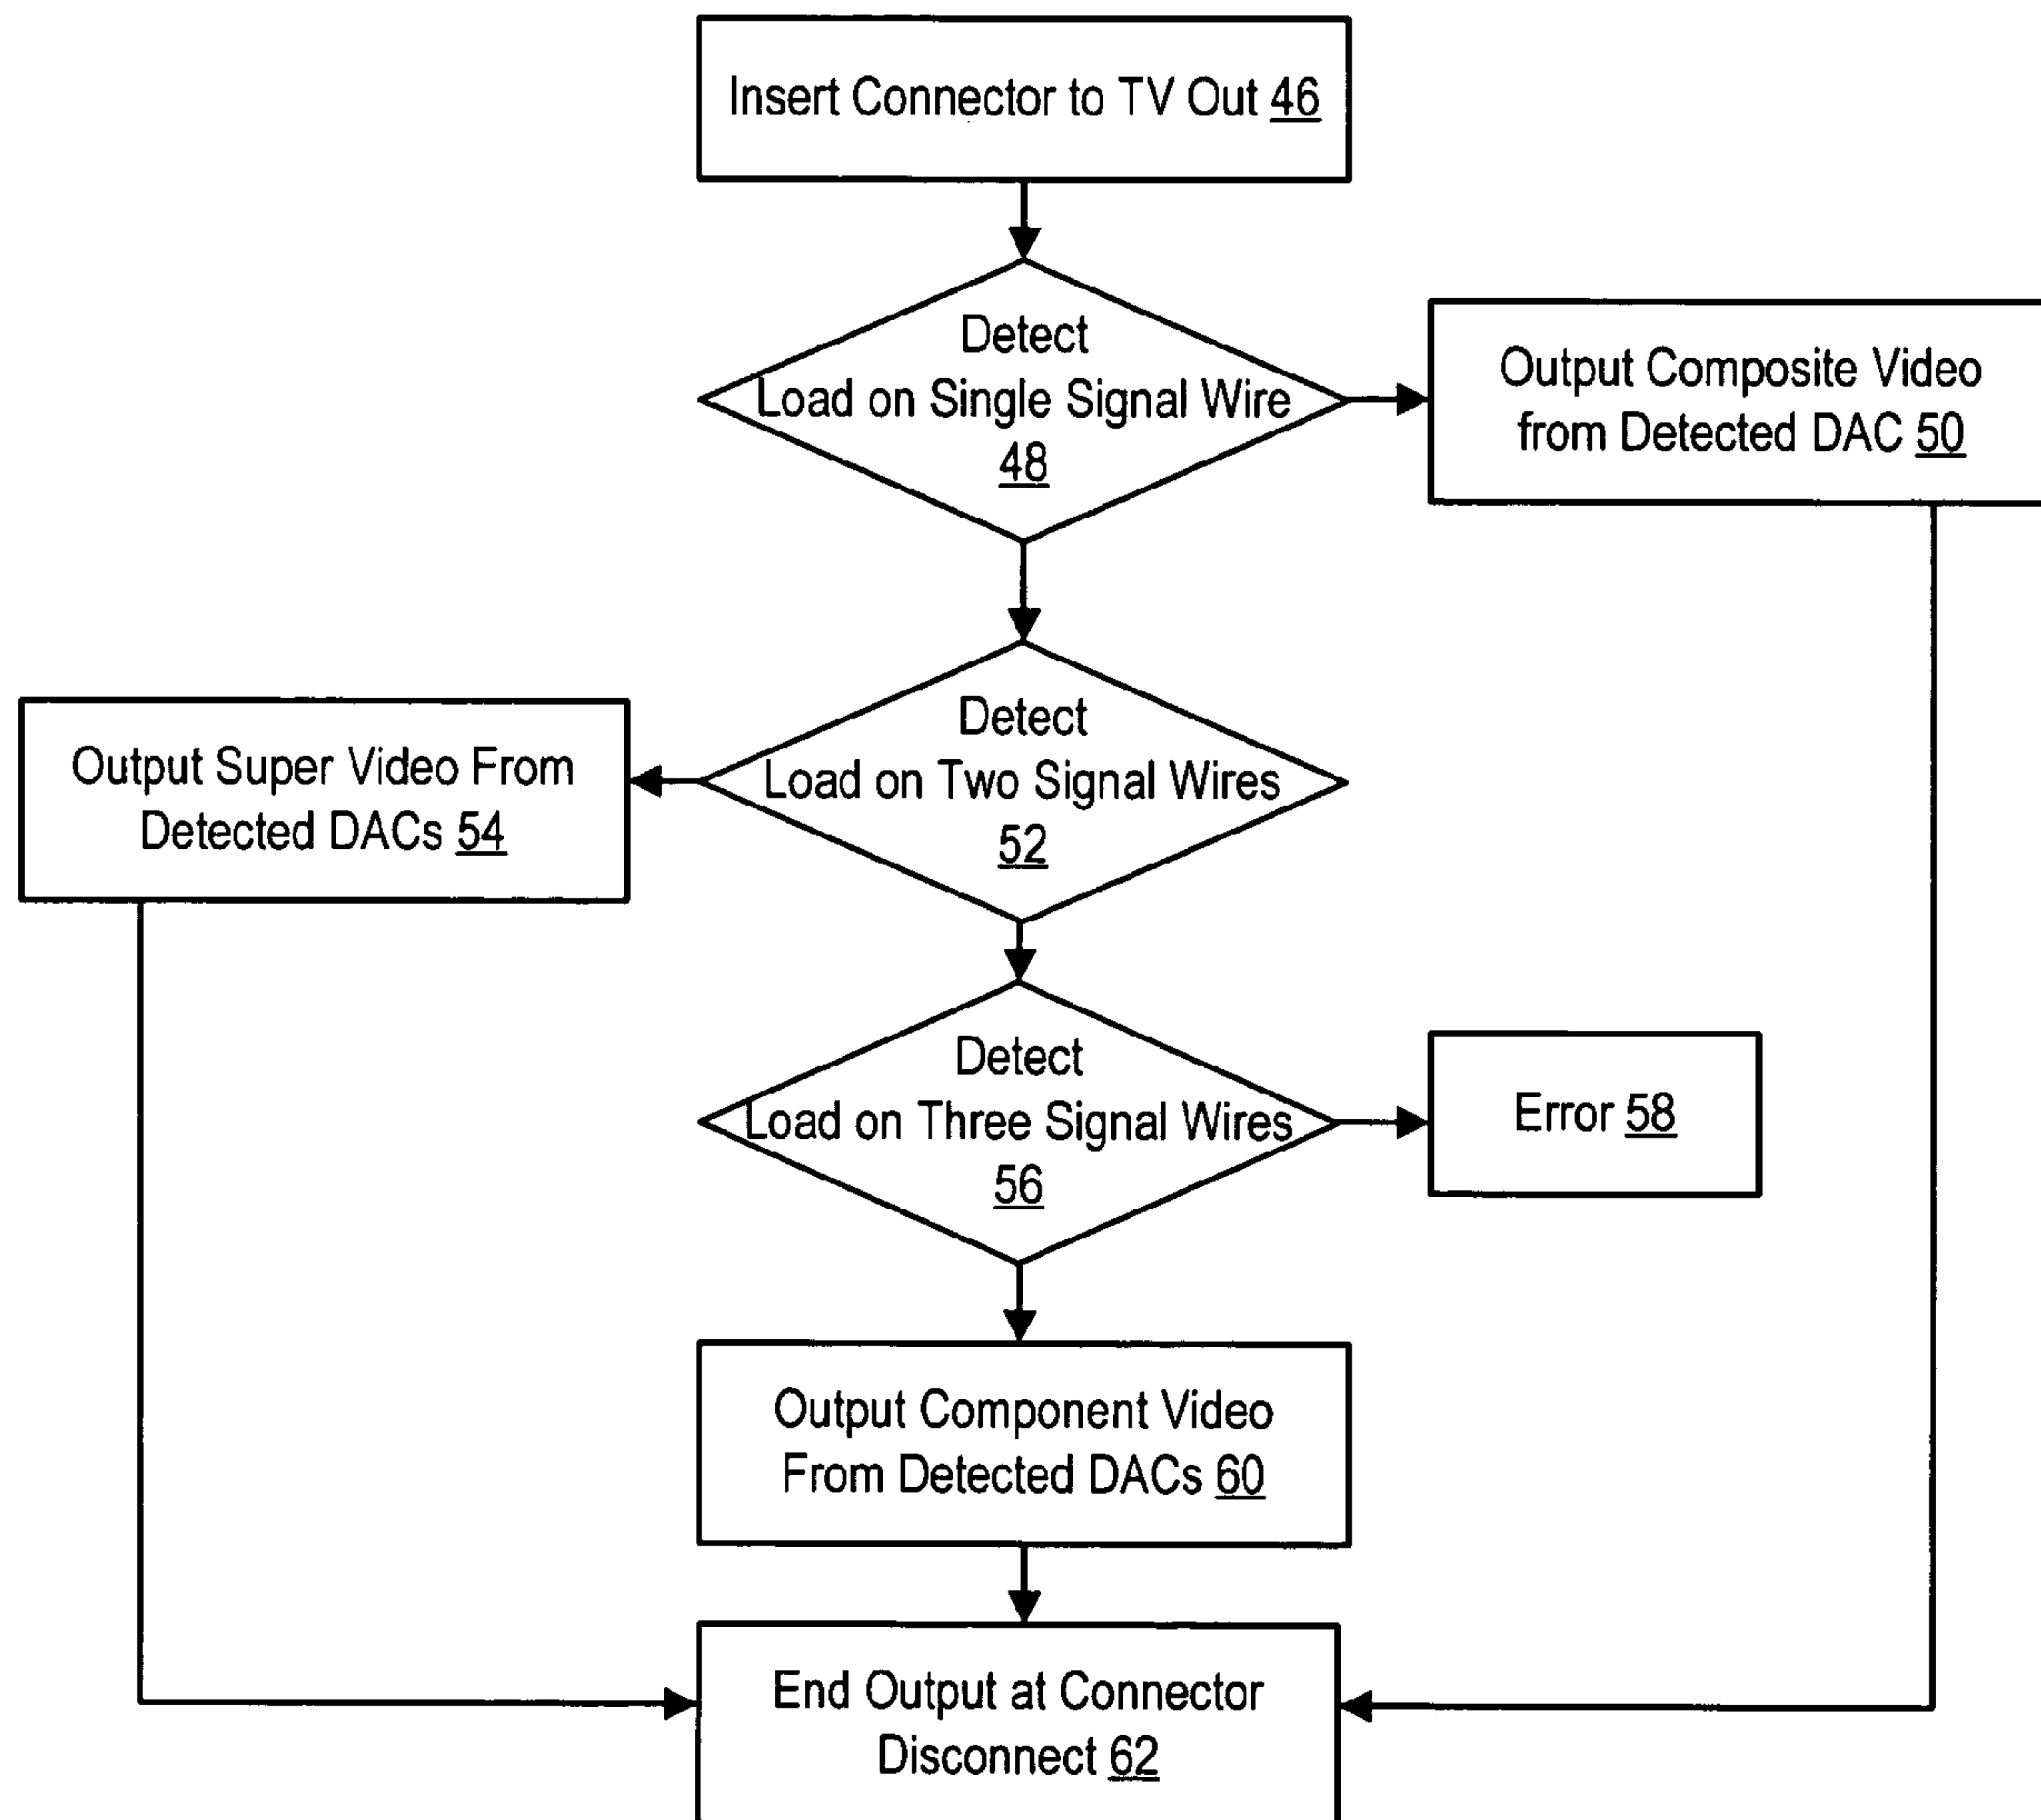 Insert Connector to TV Out 46
Detect
Load on Single Signal Wire
48
Output Composite Video
from Detected DAC 50
Detect
Load on Two Signal Wires
52
Output Super Video From
Detected DACs 54
Detect
Load on Three Signal Wires
56
Error 58
Output Component Video
From Detected DACs 60
End Output at Connector
Disconnect 62